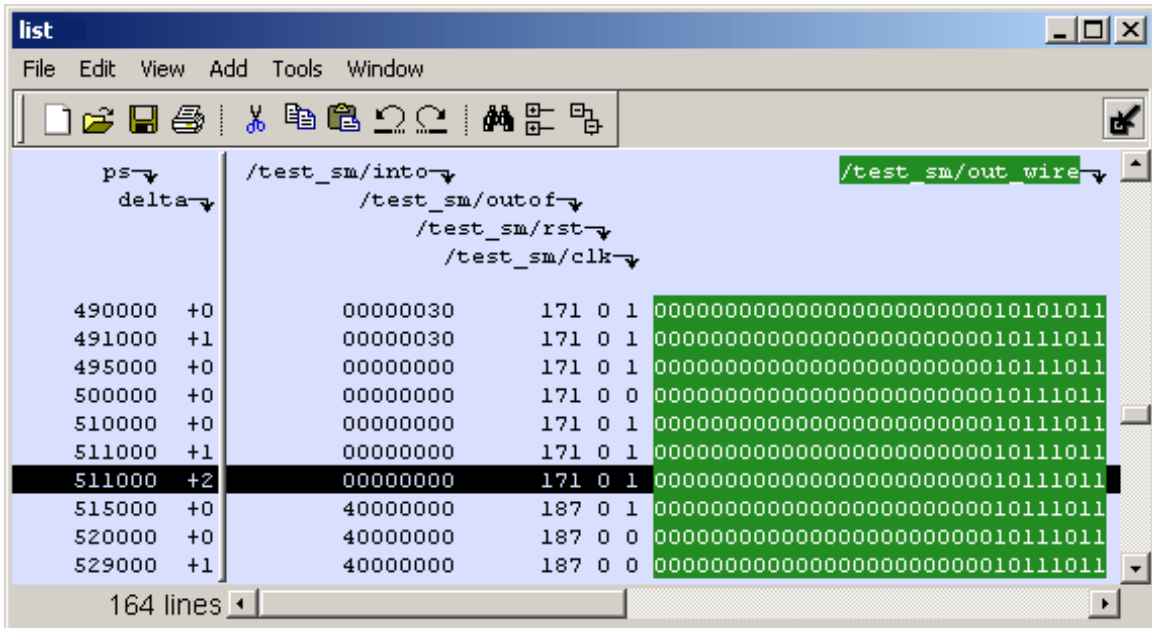 list
File Edit View Add Tools Window
ps /test_sm/into /test_sm/out_wire
delta /test_sm/outof
/test_sm/rst
/test_sm/clk
490000 +0 00000030 171 0 1 00000000000000000000000010101011
491000 +1 00000030 171 0 1 00000000000000000000000010111011
495000 +0 00000000 171 0 1 00000000000000000000000010111011
500000 +0 00000000 171 0 0 00000000000000000000000010111011
510000 +0 00000000 171 0 1 00000000000000000000000010111011
511000 +1 00000000 171 0 1 00000000000000000000000010111011
511000 +2 00000000 171 0 1 00000000000000000000000010111011
515000 +0 40000000 187 0 1 00000000000000000000000010111011
520000 +0 40000000 187 0 0 00000000000000000000000010111011
529000 +1 40000000 187 0 0 00000000000000000000000010111011
164 lines